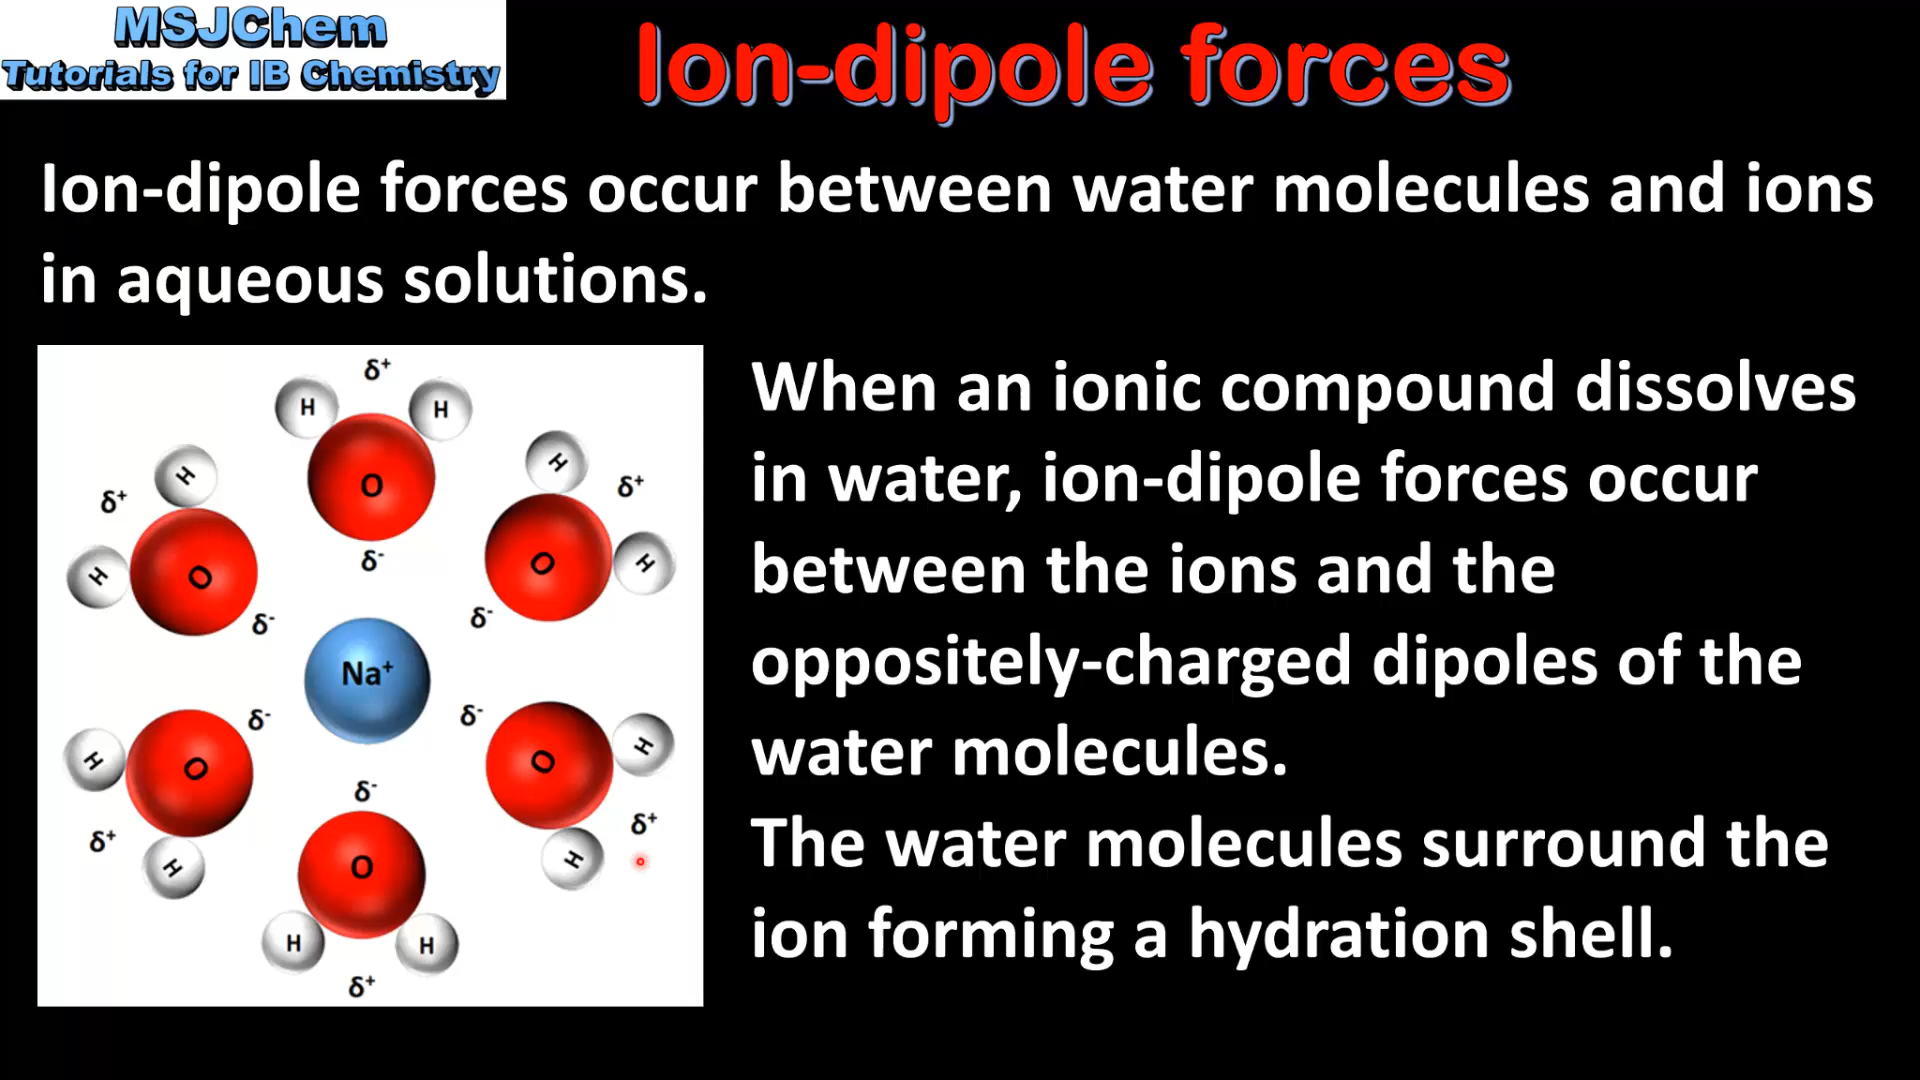 MSJChem
Tutorials for IB Chemistry
Ion-dipole forces
Ion-dipole forces occur between water molecules and ions
in aqueous solutions.
δ⁺
H H
O
δ⁻
H
δ⁺
H
O
δ⁻
H
δ⁺
O
H
δ⁻
Na⁺
δ⁻
H
O
δ⁺
H
δ⁻
O
H
δ⁺
H
δ⁻
O
H H
δ⁺
When an ionic compound dissolves
in water, ion-dipole forces occur
between the ions and the
oppositely-charged dipoles of the
water molecules.
The water molecules surround the
ion forming a hydration shell.